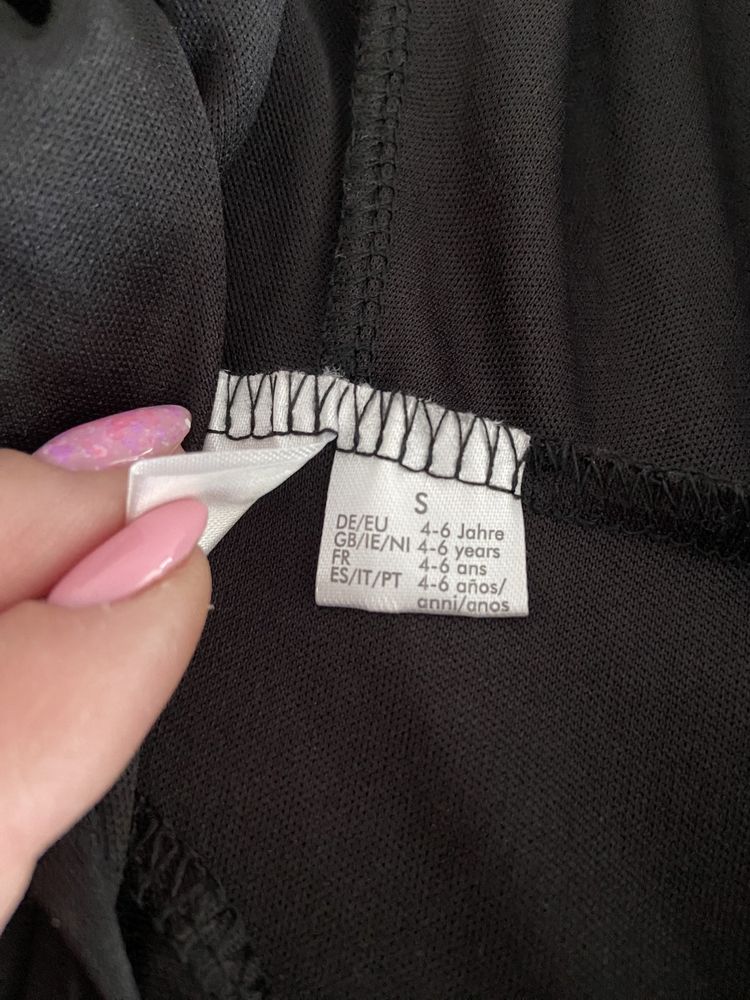 S
DE/EU 4-6 Jahre
GB/IE/NI 4-6 years
FR 4-6 ans
ES/IT/PT 4-6 años/
anni/anos